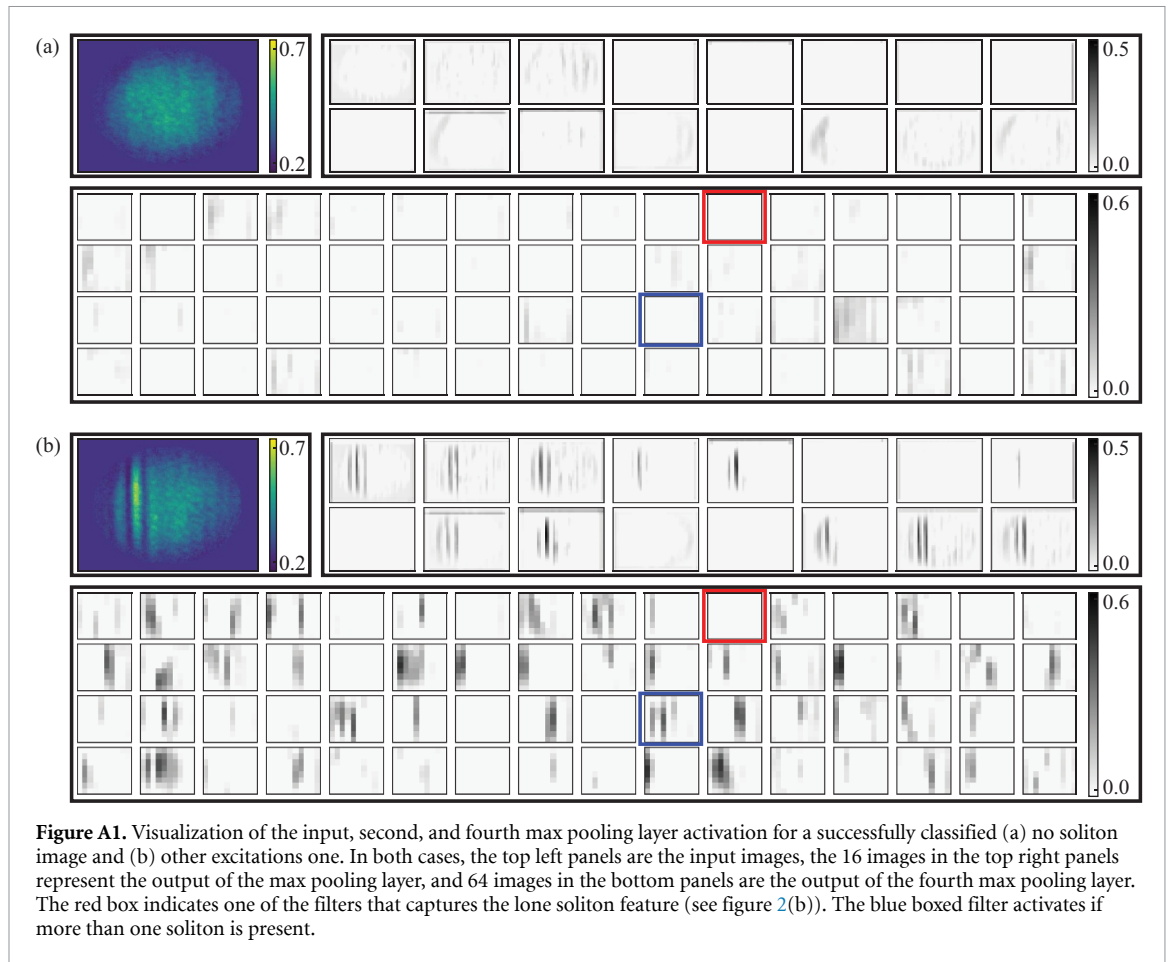 (a)
0.7
0.2
0.5
0.0
0.6
0.0
(b)
0.7
0.2
0.5
0.0
0.6
0.0
Figure A1. Visualization of the input, second, and fourth max pooling layer activation for a successfully classified (a) no soliton
image and (b) other excitations one. In both cases, the top left panels are the input images, the 16 images in the top right panels
represent the output of the max pooling layer, and 64 images in the bottom panels are the output of the fourth max pooling layer.
The red box indicates one of the filters that captures the lone soliton feature (see figure 2(b)). The blue boxed filter activates if
more than one soliton is present.